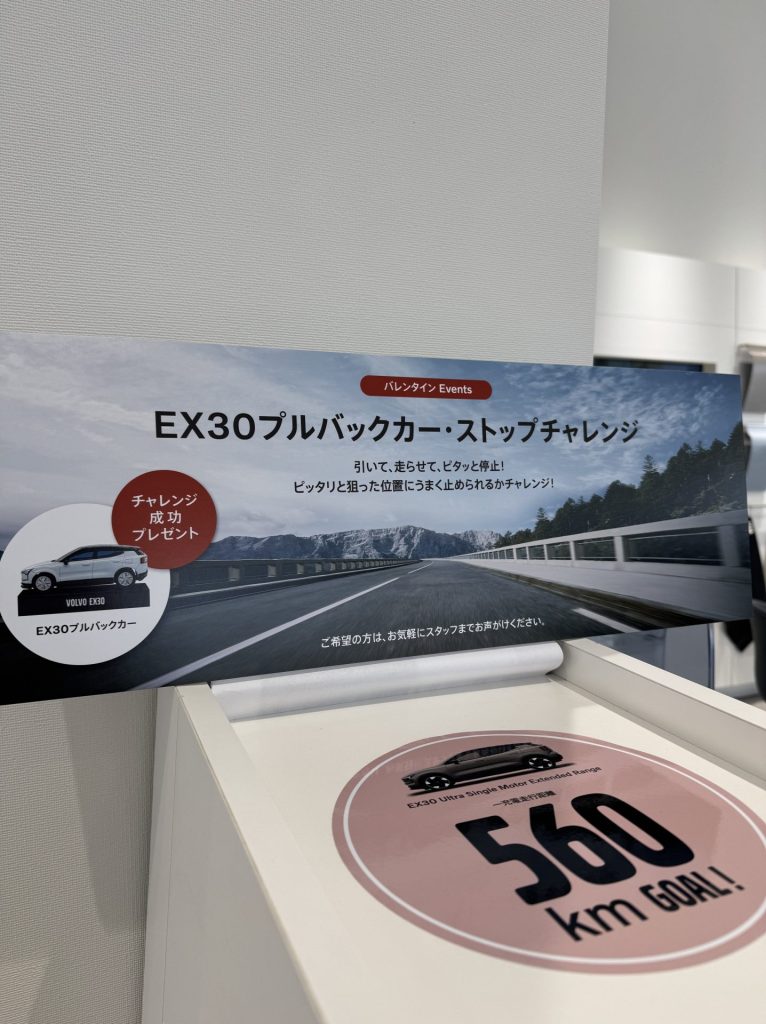 バレンタイン Events
EX30プルバックカー・ストップチャレンジ
引いて、走らせて、ピタッと停止!
ピッタリと狙った位置にうまく止められるかチャレンジ!
チャレンジ
成功
プレゼント
VOLVO EX30
EX30プルバックカー
ご希望の方は、お気軽にスタッフまでお声がけください。
EX30 Ultra Single Motor Extended Range
一充電走行距離
560
km GOAL!